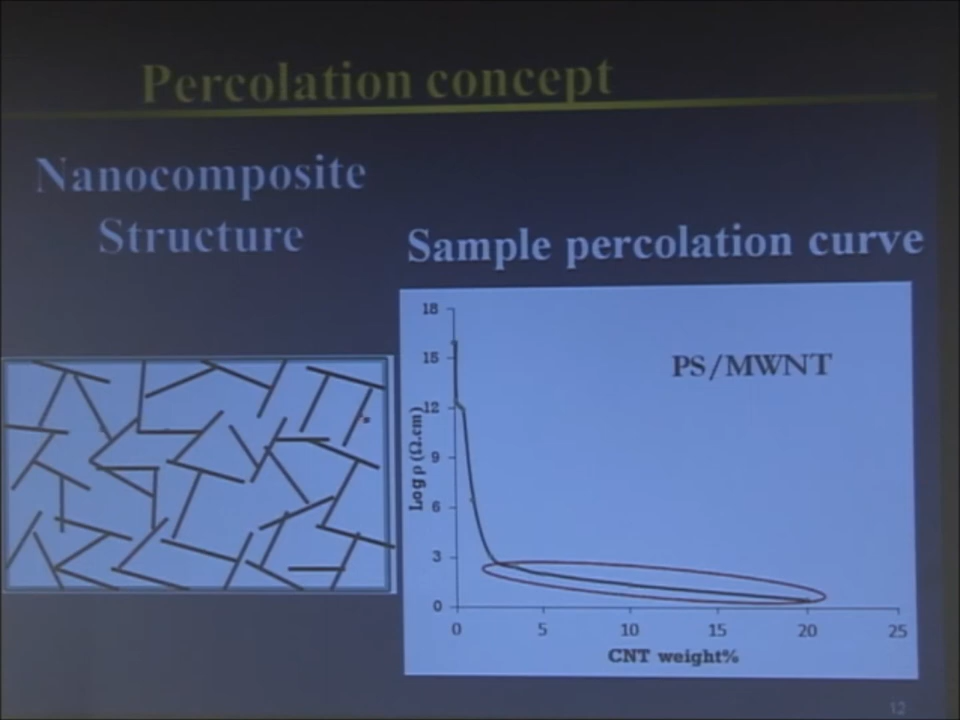 Percolation concept
Nanocomposite
Structure
Sample percolation curve
PS/MWNT
Log ρ (Ω.cm)
18
15
12
9
6
3
0
0 5 10 15 20 25
CNT weight%
12